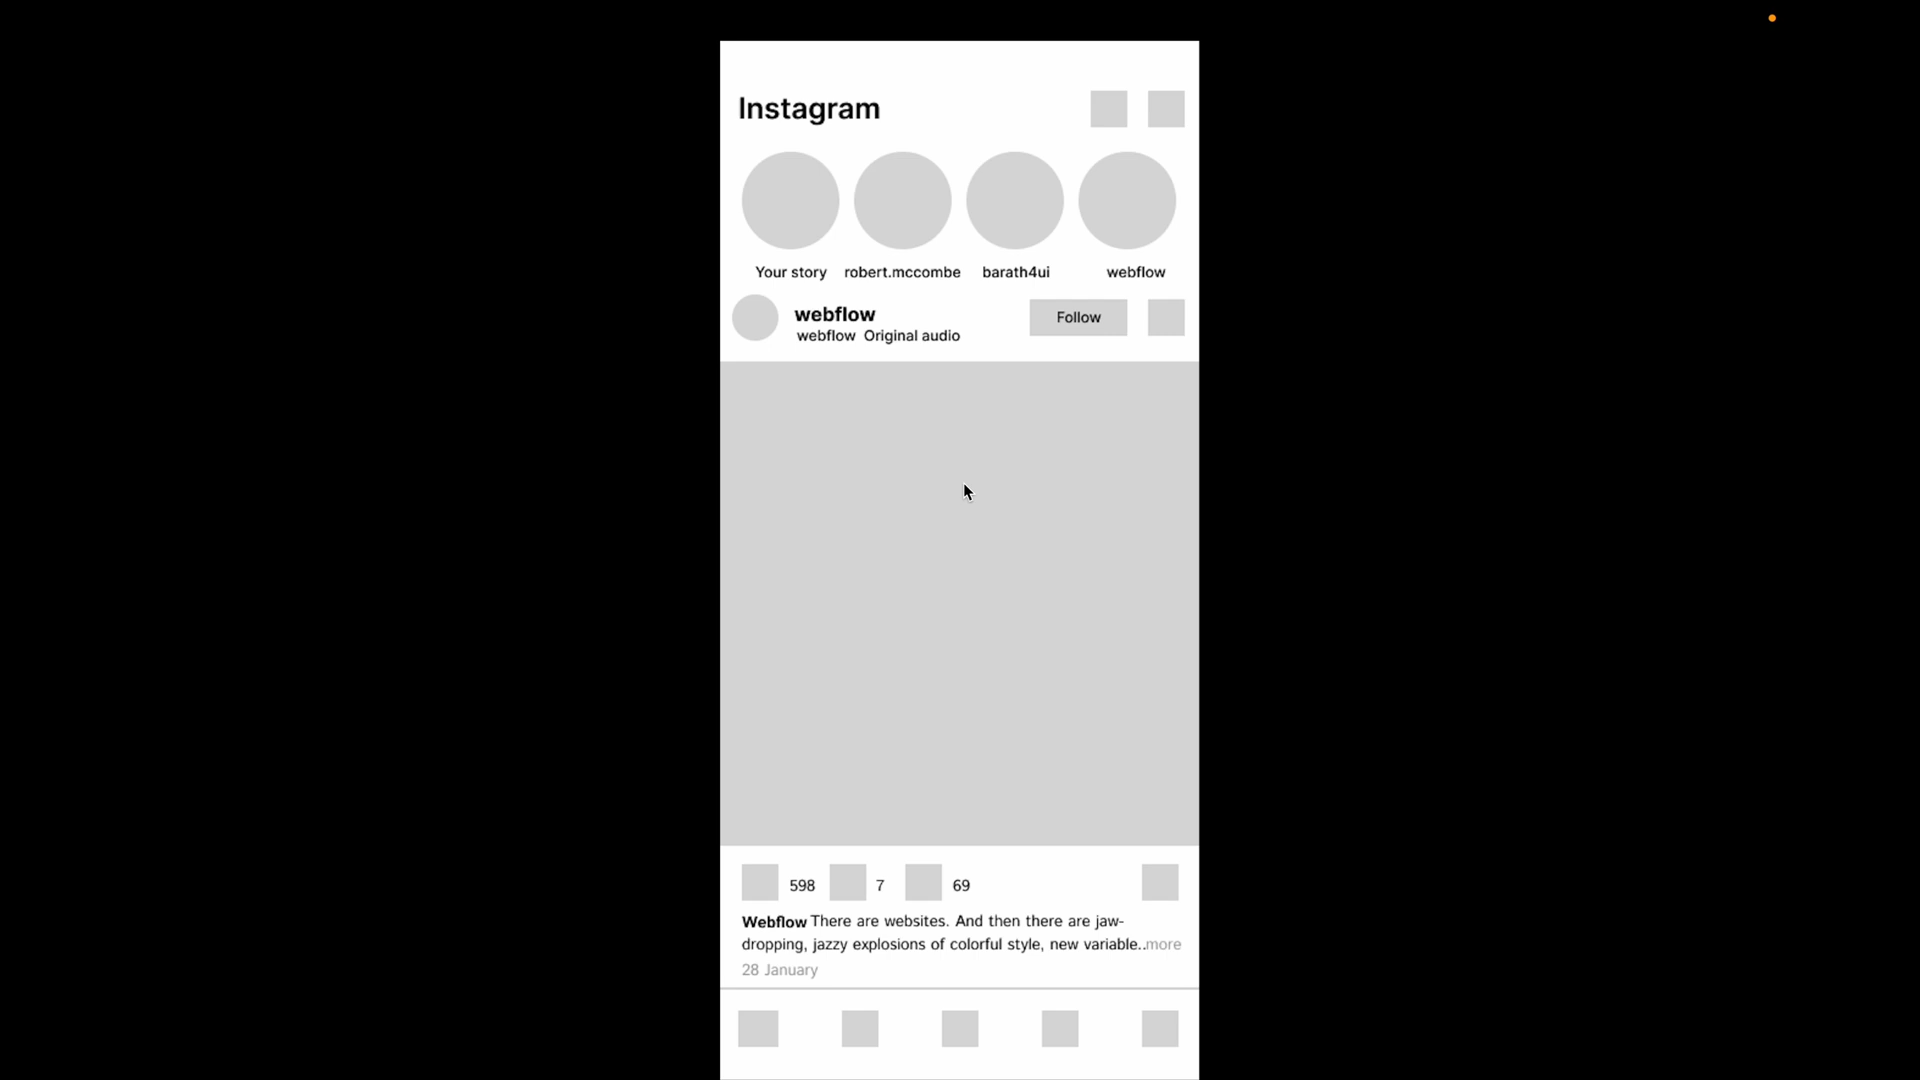 Instagram
Your story robert.mccombe barath4ui webflow
webflow
webflow Original audio
Follow
598 7 69
Webflow There are websites. And then there are jaw-
dropping, jazzy explosions of colorful style, new variable..more
28 January